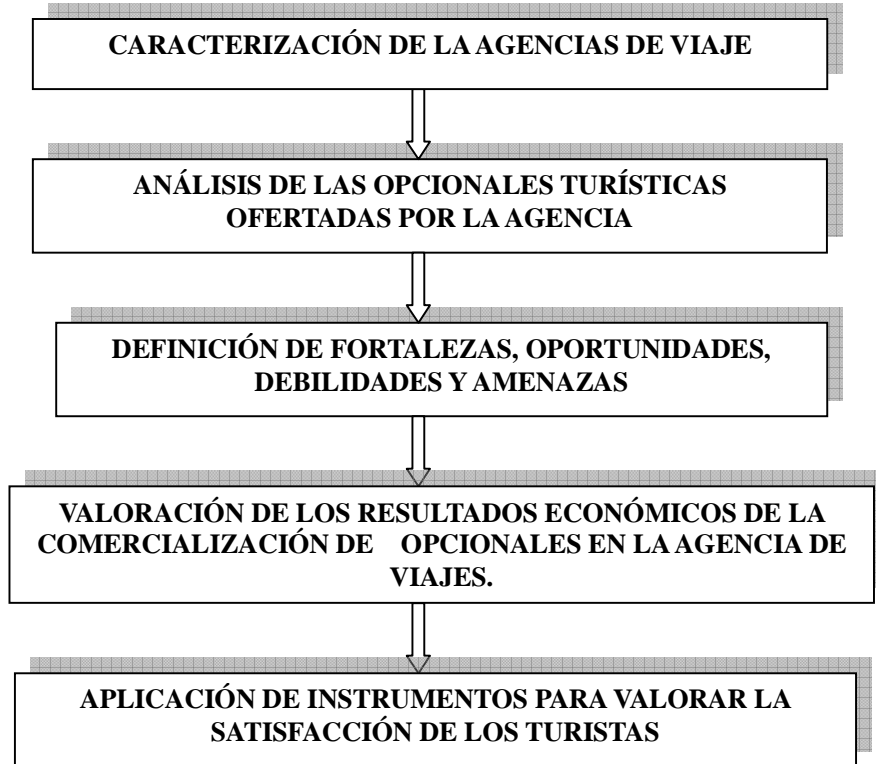 CARACTERIZACIÓN DE LA AGENCIAS DE VIAJE
ANÁLISIS DE LAS OPCIONALES TURÍSTICAS
OFERTADAS POR LA AGENCIA
DEFINICIÓN DE FORTALEZAS, OPORTUNIDADES,
DEBILIDADES Y AMENAZAS
VALORACIÓN DE LOS RESULTADOS ECONÓMICOS DE LA
COMERCIALIZACIÓN DE OPCIONALES EN LA AGENCIA DE
VIAJES.
APLICACIÓN DE INSTRUMENTOS PARA VALORAR LA
SATISFACCIÓN DE LOS TURISTAS